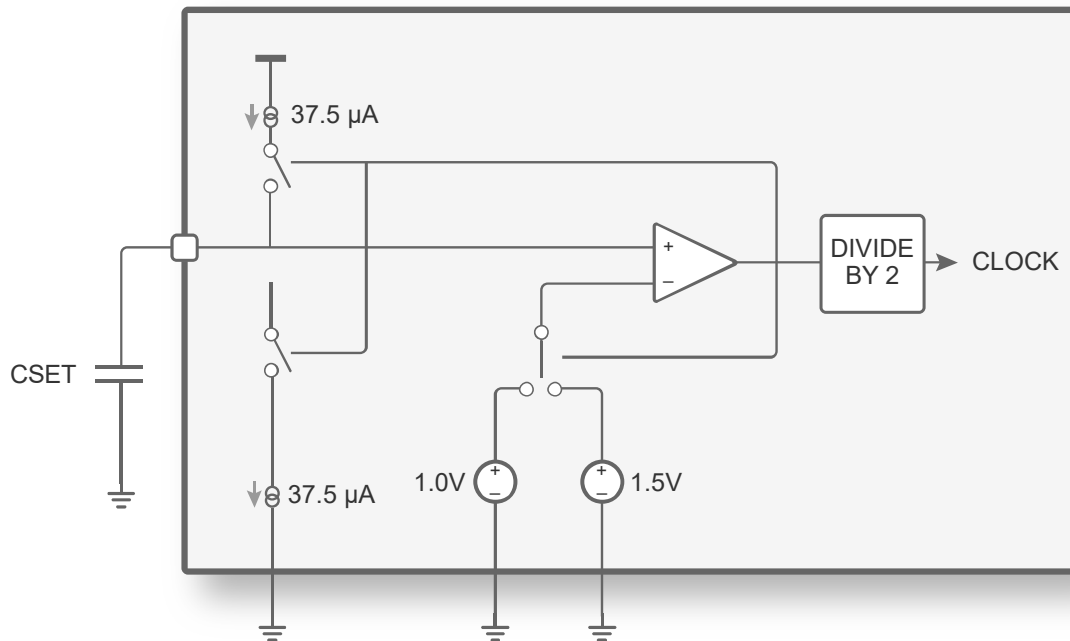 37.5 µA
+
−
DIVIDE
BY 2
CLOCK
CSET
1.0V
+
−
+
−
1.5V
37.5 µA